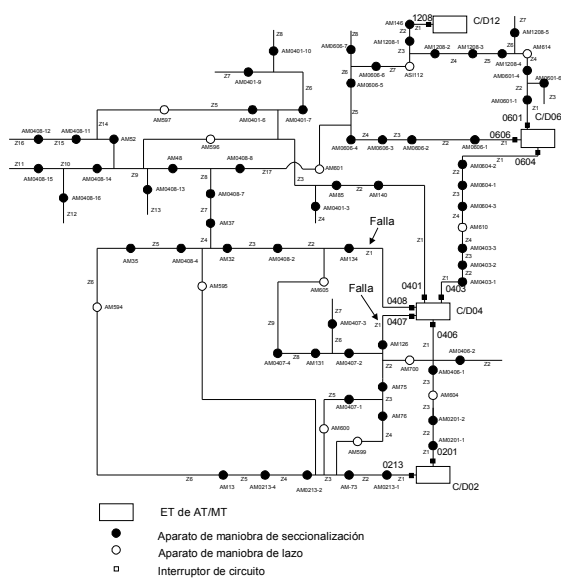 1208
C/D12
AM146
Z1
Z2
AM1208-1
Z3
AM1208-2
AM1208-3
Z4
Z5
Z6
Z7
AM1208-5
AM614
AM1208-4
Z8
AM0401-10
Z7
AM0401-9
Z6
Z8
AM0606-7
ASI112
Z7
AM0606-6
Z6
AM0606-5
AM0601-4
AM0601-6
Z2
Z3
AM0601-1
Z1
0601
C/D06
Z5
AM597
AM0401-6
AM0401-7
Z14
Z5
AM0408-12
AM0408-11
AM52
Z16
Z15
AM596
AM0606-4
Z4
AM0606-3
Z3
AM0606-2
Z2
AM0606-1
Z1
0606
0604
Z1
Z11
Z10
Z9
AM48
AM0408-8
Z17
AM601
AM0408-15
AM0408-14
Z8
Z3
AM0604-2
Z2
AM0604-1
Z3
AM0604-3
Z4
AM0408-16
AM0408-13
AM0408-7
AM85
AM140
Z12
Z13
Z7
AM0401-3
Z4
AM37
Falla
AM610
Z6
Z5
Z4
Z3
Z2
Z1
AM35
AM0408-4
AM32
AM0408-2
AM134
Z1
Z4
AM0403-3
Z3
AM0403-2
Z2
AM0403-1
Z1
AM595
AM605
Falla
0401
0403
0408
0407
C/D04
AM594
Z7
AM0407-3
Z1
0406
Z9
Z6
AM126
Z1
AM0406-2
AM0407-4
Z8
AM131
AM0407-2
Z2
AM700
AM0406-1
Z2
AM75
Z3
AM604
Z5
AM0407-1
Z3
AM76
Z3
AM0201-2
AM600
Z4
Z2
AM599
AM0201-1
Z1
0201
Z6
AM13
Z5
AM0213-4
Z4
AM0213-2
Z3
AM-73
Z2
AM0213-1
Z1
0213
C/D02
ET de AT/MT
Aparato de maniobra de seccionalización
Aparato de maniobra de lazo
Interruptor de circuito